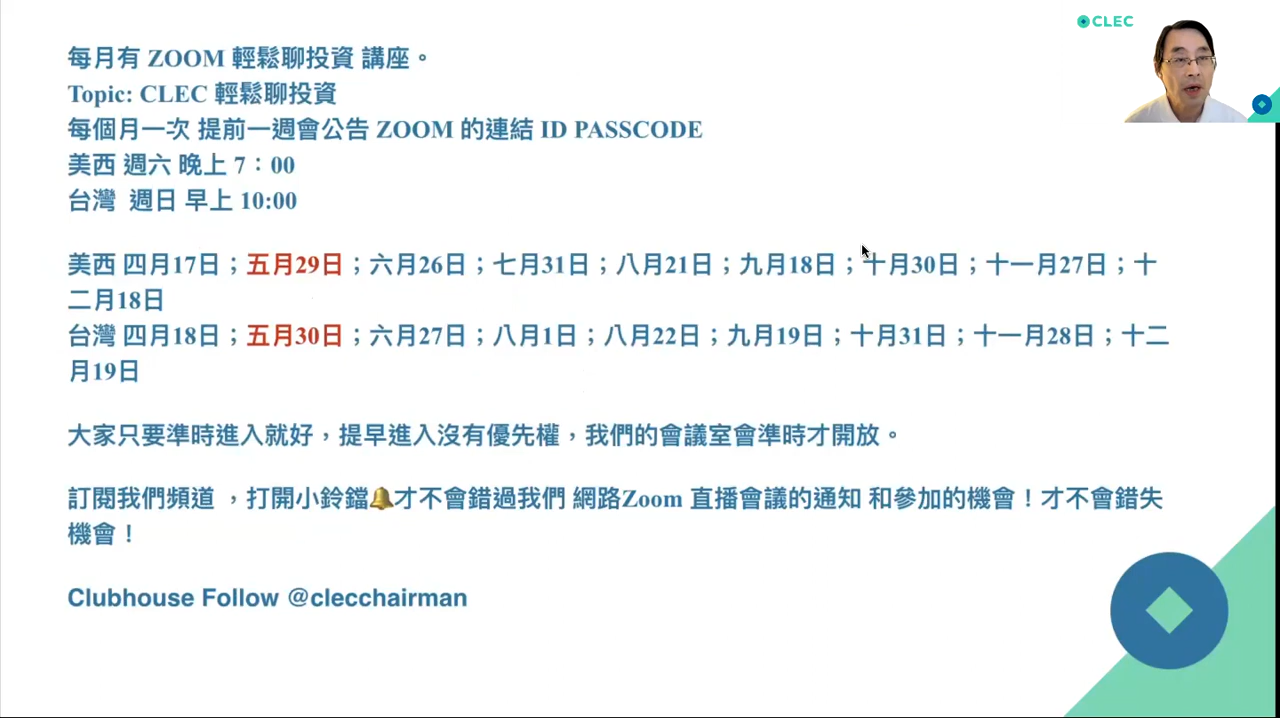 CLEC
每月有 ZOOM 輕鬆聊投資 講座。
Topic: CLEC 輕鬆聊投資
每個月一次 提前一週會公告 ZOOM 的連結 ID PASSCODE
美西 週六 晚上 7：00
台灣 週日 早上 10:00
美西 四月17日；五月29日；六月26日；七月31日；八月21日；九月18日；十月30日；十一月27日；十
二月18日
台灣 四月18日；五月30日；六月27日；八月1日；八月22日；九月19日；十月31日；十一月28日；十二
月19日
大家只要準時進入就好，提早進入沒有優先權，我們的會議室會準時才開放。
訂閱我們頻道 ，打開小鈴鐺🔔才不會錯過我們 網路Zoom 直播會議的通知 和參加的機會！才不會錯失
機會！
Clubhouse Follow @clecchairman